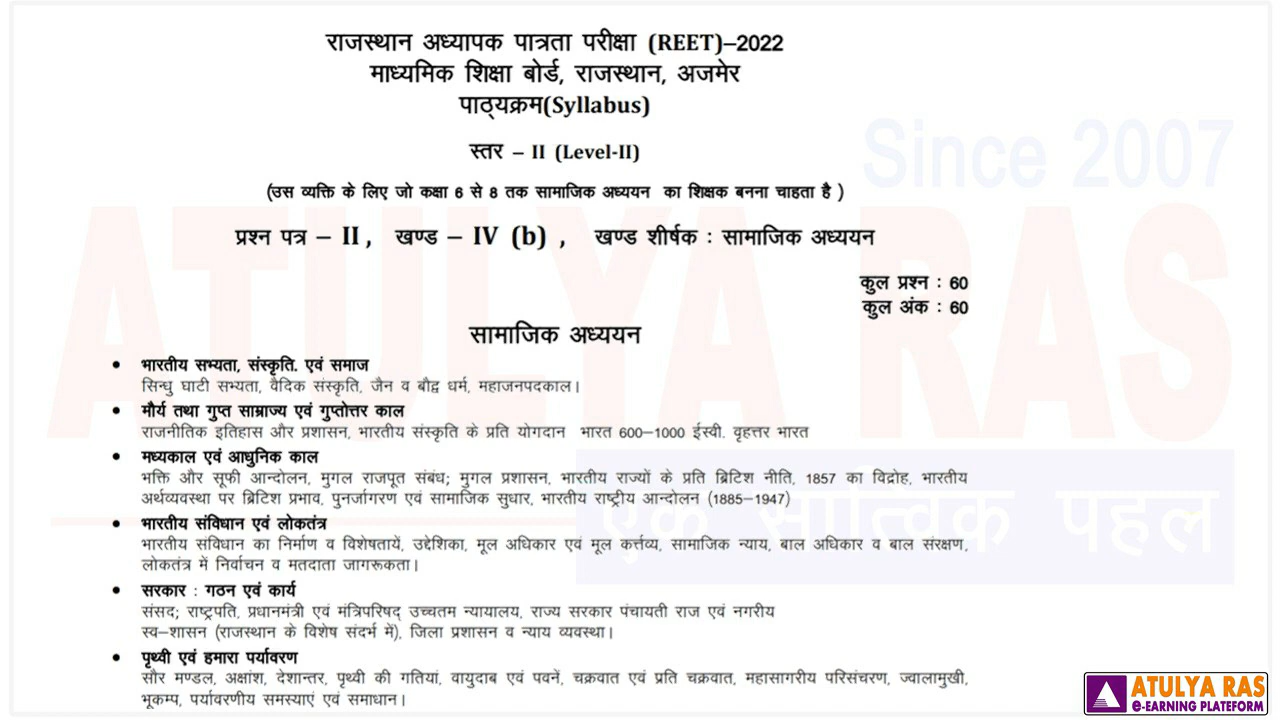 राजस्थान अध्यापक पात्रता परीक्षा (REET)–2022
माध्यमिक शिक्षा बोर्ड, राजस्थान, अजमेर
पाठ्यक्रम(Syllabus)
स्तर – II (Level-II)
Since 2007
(उस व्यक्ति के लिए जो कक्षा 6 से 8 तक सामाजिक अध्ययन का शिक्षक बनना चाहता है )
प्रश्न पत्र – II , खण्ड – IV (b) , खण्ड शीर्षक : सामाजिक अध्ययन
कुल प्रश्न : 60
कुल अंक : 60
ATULYA RAS
सामाजिक अध्ययन
• भारतीय सभ्यता, संस्कृति. एवं समाज
सिन्धु घाटी सभ्यता, वैदिक संस्कृति, जैन व बौद्व धर्म, महाजनपदकाल।
• मौर्य तथा गुप्त साम्राज्य एवं गुप्तोत्तर काल
राजनीतिक इतिहास और प्रशासन, भारतीय संस्कृति के प्रति योगदान भारत 600–1000 ईस्वी. वृहत्तर भारत
• मध्यकाल एवं आधुनिक काल
भक्ति और सूफी आन्दोलन, मुगल राजपूत संबंध; मुगल प्रशासन, भारतीय राज्यों के प्रति ब्रिटिश नीति, 1857 का विद्रोह, भारतीय
अर्थव्यवस्था पर ब्रिटिश प्रभाव, पुनर्जागरण एवं सामाजिक सुधार, भारतीय राष्ट्रीय आन्दोलन (1885–1947)
एक सात्विक पहल
• भारतीय संविधान एवं लोकतंत्र
भारतीय संविधान का निर्माण व विशेषतायें, उद्देशिका, मूल अधिकार एवं मूल कर्त्तव्य, सामाजिक न्याय, बाल अधिकार व बाल संरक्षण,
लोकतंत्र में निर्वाचन व मतदाता जागरूकता।
• सरकार : गठन एवं कार्य
संसद; राष्ट्रपति, प्रधानमंत्री एवं मंत्रिपरिषद् उच्चतम न्यायालय, राज्य सरकार पंचायती राज एवं नगरीय
स्व–शासन (राजस्थान के विशेष संदर्भ में), जिला प्रशासन व न्याय व्यवस्था।
• पृथ्वी एवं हमारा पर्यावरण
सौर मण्डल, अक्षांश, देशान्तर, पृथ्वी की गतियां, वायुदाब एवं पवनें, चक्रवात एवं प्रति चक्रवात, महासागरीय परिसंचरण, ज्वालामुखी,
भूकम्प, पर्यावरणीय समस्याएं एवं समाधान।
ATULYA RAS
e-EARNING PLATEFORM